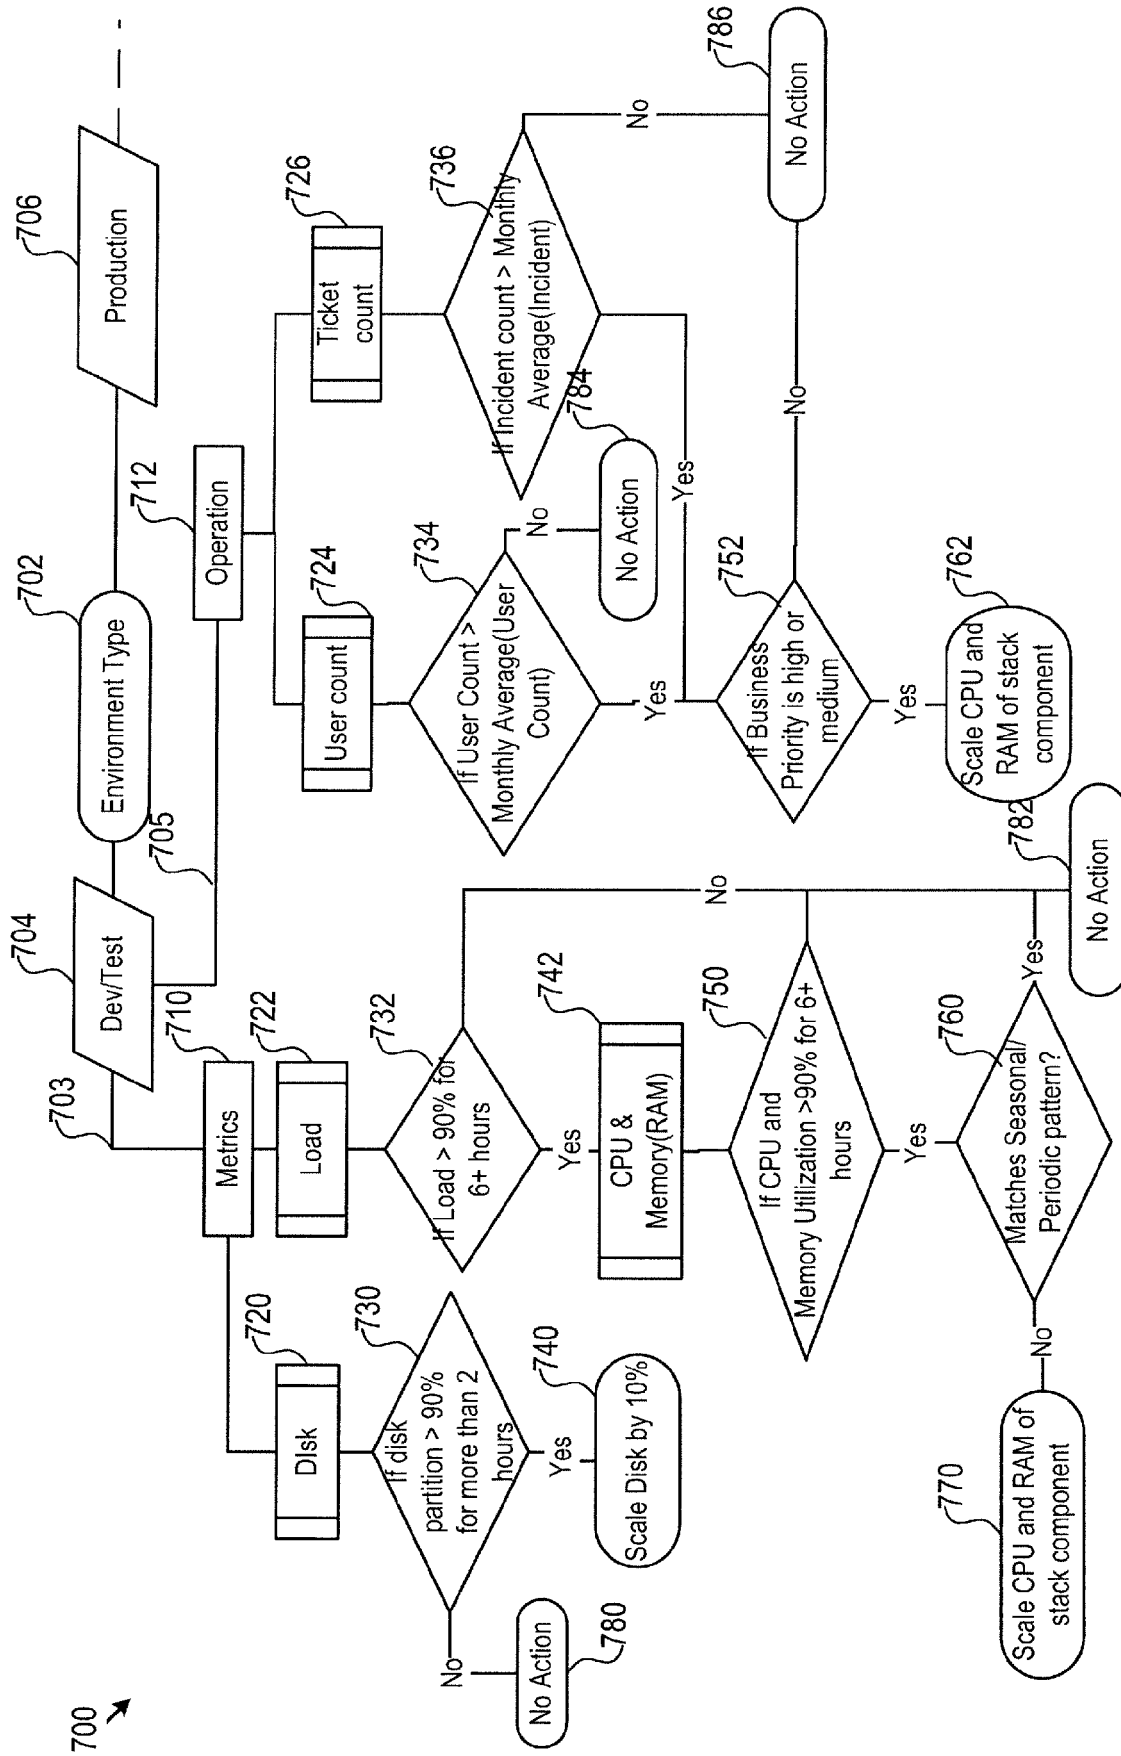 700
702
Environment Type
706
Production
704
Dev/Test
703
705
710
Metrics
712
Operation
720
DIsk
722
Load
724
User count
726
Ticket
count
730
If disk
partition > 90%
for more than 2
hours
732
If Load > 90% for
6+ hours
734
If User Count >
Monthly Average(User
Count)
736
If Incident count > Monthly
Average(Incident)
No
No Action
780
Yes
740
Scale Disk by 10%
Yes
742
CPU &
Memory(RAM)
No
No
784
No Action
No
786
No Action
Yes
Yes
750
If CPU and
Memory Utilization >90% for 6+
hours
752
If Business
Priority is high or
medium
No
Yes
760
Matches Seasonal/
Periodic pattern?
Yes
782
No Action
Yes
762
Scale CPU and
RAM of stack
component
No
770
Scale CPU and RAM of
stack component